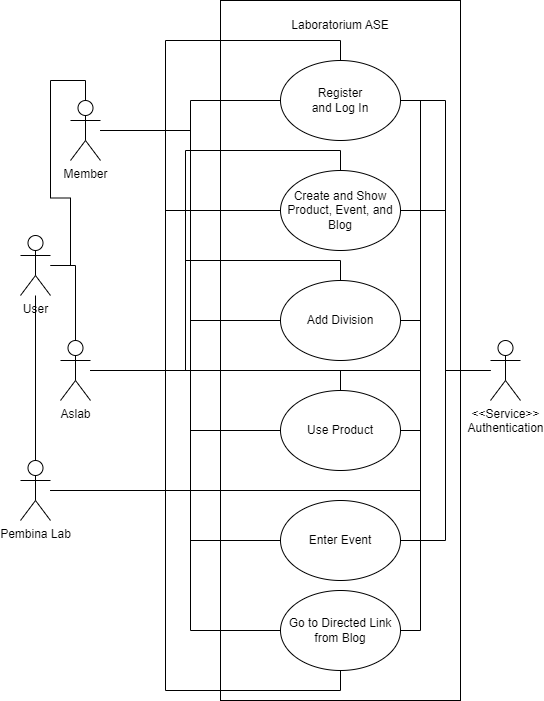 Laboratorium ASE
Register
and Log In
Member
Create and Show
Product, Event, and
Blog
User
Add Division
Aslab
<<Service>>
Authentication
Use Product
Pembina Lab
Enter Event
Go to Directed Link
from Blog